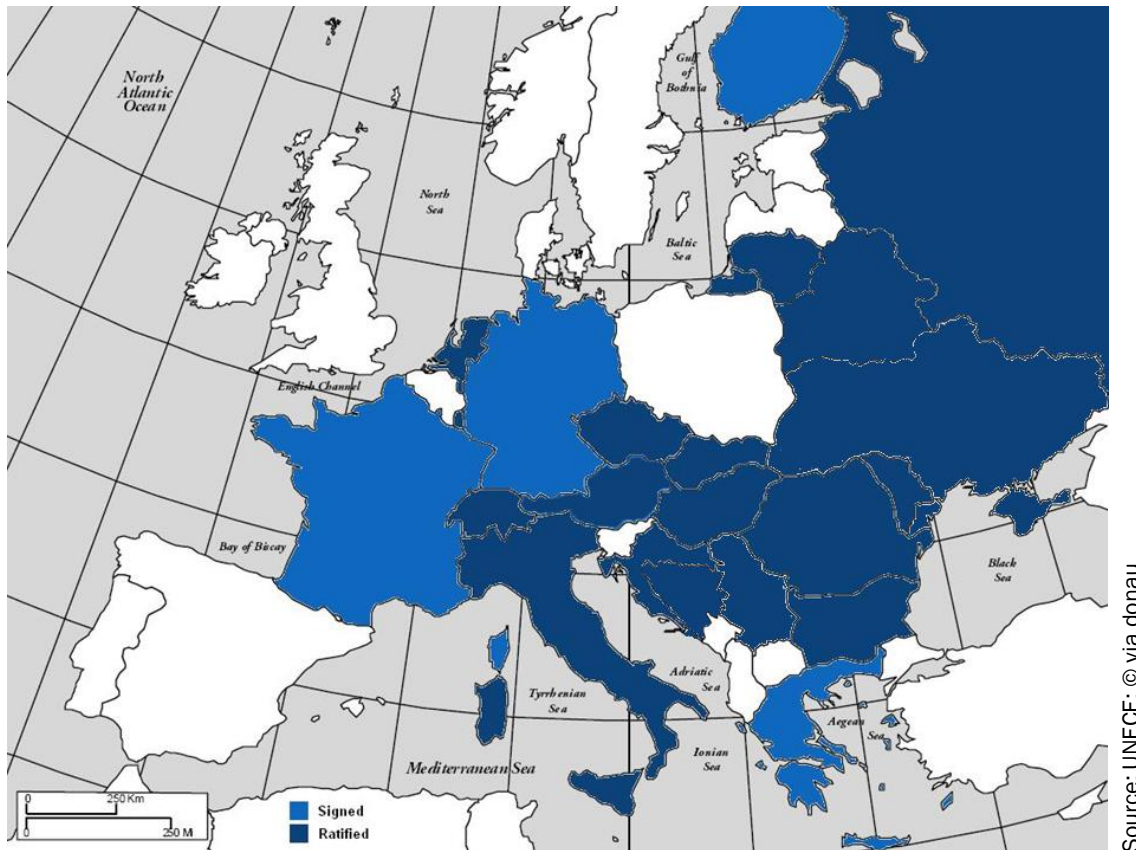 North
Atlantic
Ocean
Gulf
of
Bothnia
North
Sea
Baltic
Sea
English Channel
Bay of Biscay
Black
Sea
Adriatic
Sea
Tyrrhenian
Sea
Aegean
Sea
Ionian
Sea
Mediterranean Sea
0 250 Km
0 250 Mi
Signed
Ratified
Source: UNECE; © via donau